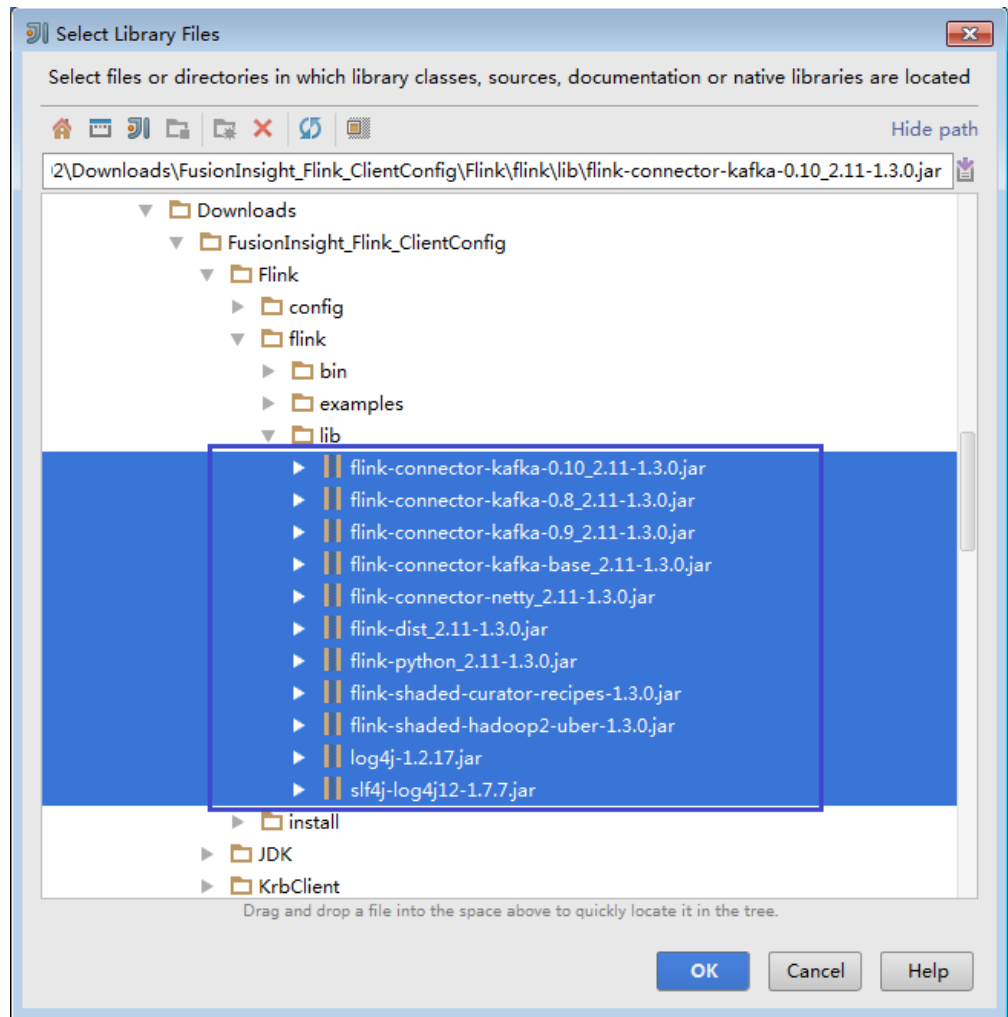 Select Library Files
Select files or directories in which library classes, sources, documentation or native libraries are located
Hide path
2\Downloads\FusionInsight_Flink_ClientConfig\Flink\flink\lib\flink-connector-kafka-0.10_2.11-1.3.0.jar
Downloads
FusionInsight_Flink_ClientConfig
Flink
config
flink
bin
examples
lib
flink-connector-kafka-0.10_2.11-1.3.0.jar
flink-connector-kafka-0.8_2.11-1.3.0.jar
flink-connector-kafka-0.9_2.11-1.3.0.jar
flink-connector-kafka-base_2.11-1.3.0.jar
flink-connector-netty_2.11-1.3.0.jar
flink-dist_2.11-1.3.0.jar
flink-python_2.11-1.3.0.jar
flink-shaded-curator-recipes-1.3.0.jar
flink-shaded-hadoop2-uber-1.3.0.jar
log4j-1.2.17.jar
slf4j-log4j12-1.7.7.jar
install
JDK
KrbClient
Drag and drop a file into the space above to quickly locate it in the tree.
OK Cancel Help